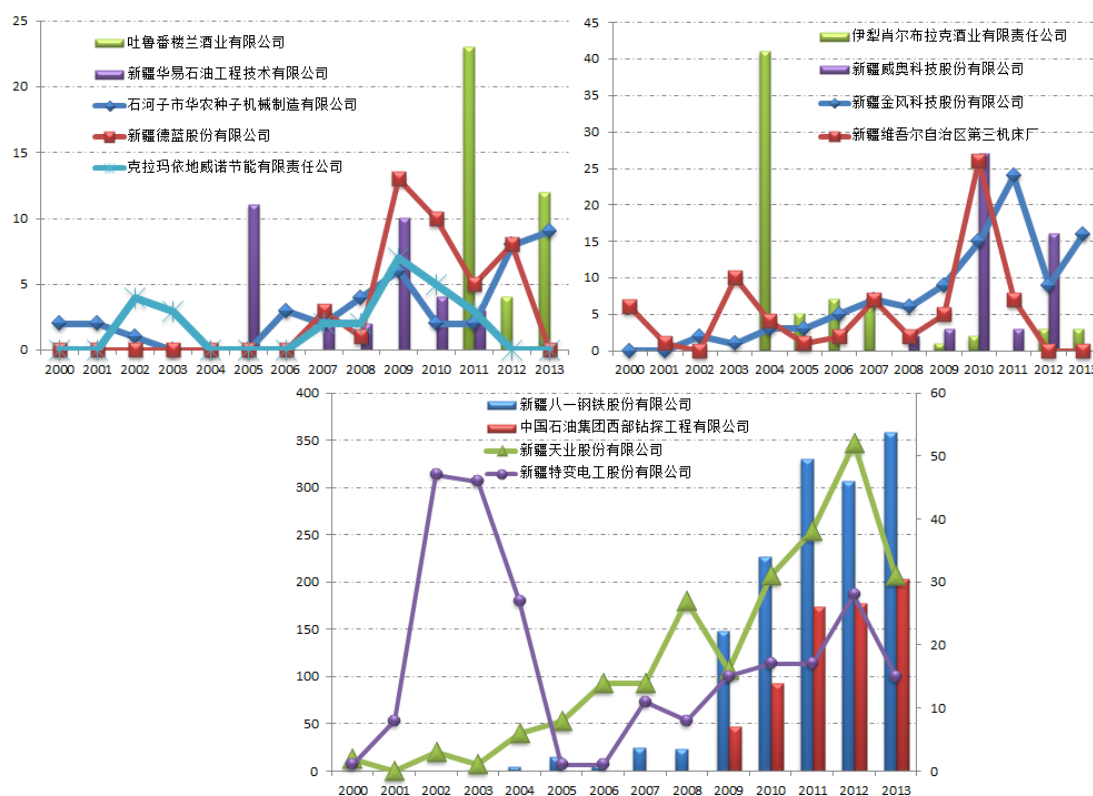 25
20
15
10
5
0
吐鲁番楼兰酒业有限公司
新疆华易石油工程技术有限公司
石河子市华农种子机械制造有限公司
新疆德蓝股份有限公司
克拉玛依地威诺节能有限责任公司
2000 2001 2002 2003 2004 2005 2006 2007 2008 2009 2010 2011 2012 2013
45
40
35
30
25
20
15
10
5
0
伊犁肖尔布拉克酒业有限责任公司
新疆威奥科技股份有限公司
新疆金风科技股份有限公司
新疆维吾尔自治区第三机床厂
2000 2001 2002 2003 2004 2005 2006 2007 2008 2009 2010 2011 2012 2013
400
350
300
250
200
150
100
50
0
新疆八一钢铁股份有限公司
中国石油集团西部钻探工程有限公司
新疆天业股份有限公司
新疆特变电工股份有限公司
60
50
40
30
20
10
0
2000 2001 2002 2003 2004 2005 2006 2007 2008 2009 2010 2011 2012 2013